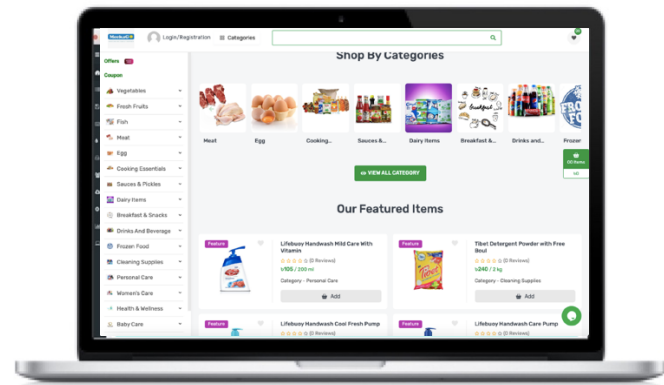 Login/Registration
Categories
Offers
Coupon
Vegetables
Fresh Fruits
Fish
Meat
Egg
Cooking Essentials
Sauces & Pickles
Dairy Items
Breakfast & Snacks
Drinks And Beverage
Frozen Food
Cleaning Supplies
Personal Care
Women's Care
Health & Wellness
Baby Care
Shop By Categories
Meat
Egg
Cooking...
Sauces &...
Dairy Items
Breakfast &...
Drinks and...
Frozen
VIEW ALL CATEGORY
Our Featured Items
Feature
Lifebuoy Handwash Mild Care With
Vitamin
(0 Reviews)
৳105 / 200 ml
Category - Personal Care
Add
Feature
Tibet Detergent Powder with Free
Boul
(0 Reviews)
৳240 / 2 kg
Category - Cleaning Supplies
Add
Feature
Lifebuoy Handwash Cool Fresh Pump
(0 Reviews)
Feature
Lifebuoy Handwash Care Pump
(0 Reviews)